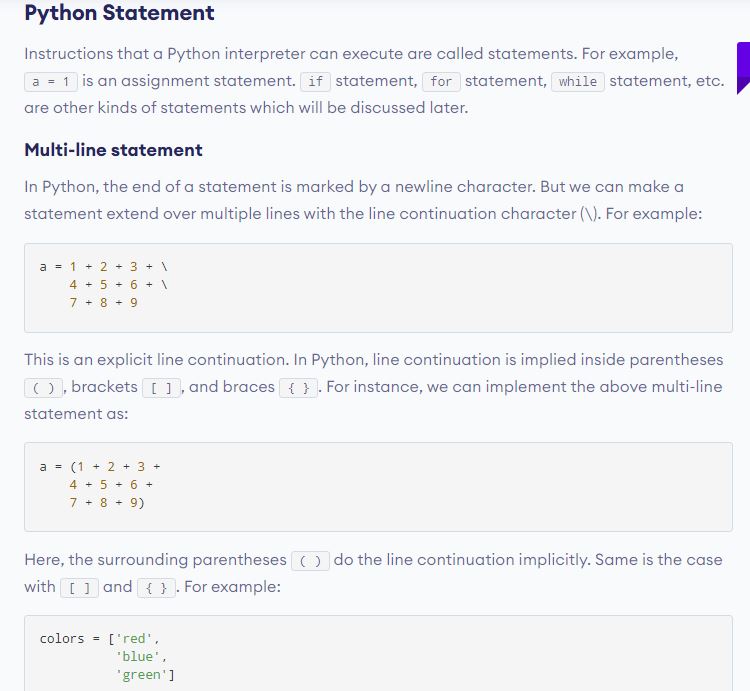 Python Statement
Instructions that a Python interpreter can execute are called statements. For example,
a = 1 is an assignment statement. if statement, for statement, while statement, etc.
are other kinds of statements which will be discussed later.
Multi-line statement
In Python, the end of a statement is marked by a newline character. But we can make a
statement extend over multiple lines with the line continuation character (\). For example:
a = 1 + 2 + 3 + \
    4 + 5 + 6 + \
    7 + 8 + 9
This is an explicit line continuation. In Python, line continuation is implied inside parentheses
( ), brackets [ ], and braces { }. For instance, we can implement the above multi-line
statement as:
a = (1 + 2 + 3 +
    4 + 5 + 6 +
    7 + 8 + 9)
Here, the surrounding parentheses ( ) do the line continuation implicitly. Same is the case
with [ ] and { }. For example:
colors = ['red',
          'blue',
          'green']